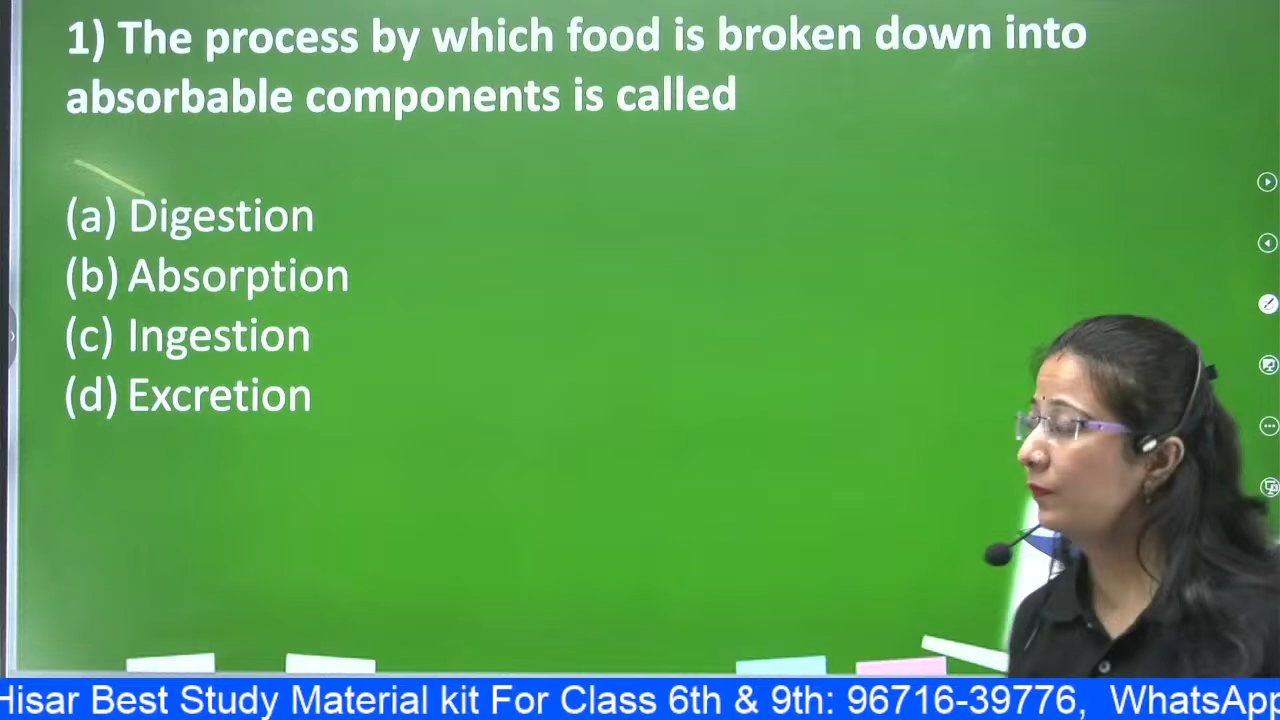 1) The process by which food is broken down into
absorbable components is called
(a) Digestion
(b) Absorption
(c) Ingestion
(d) Excretion
Hisar Best Study Material kit For Class 6th & 9th: 96716-39776, WhatsApp